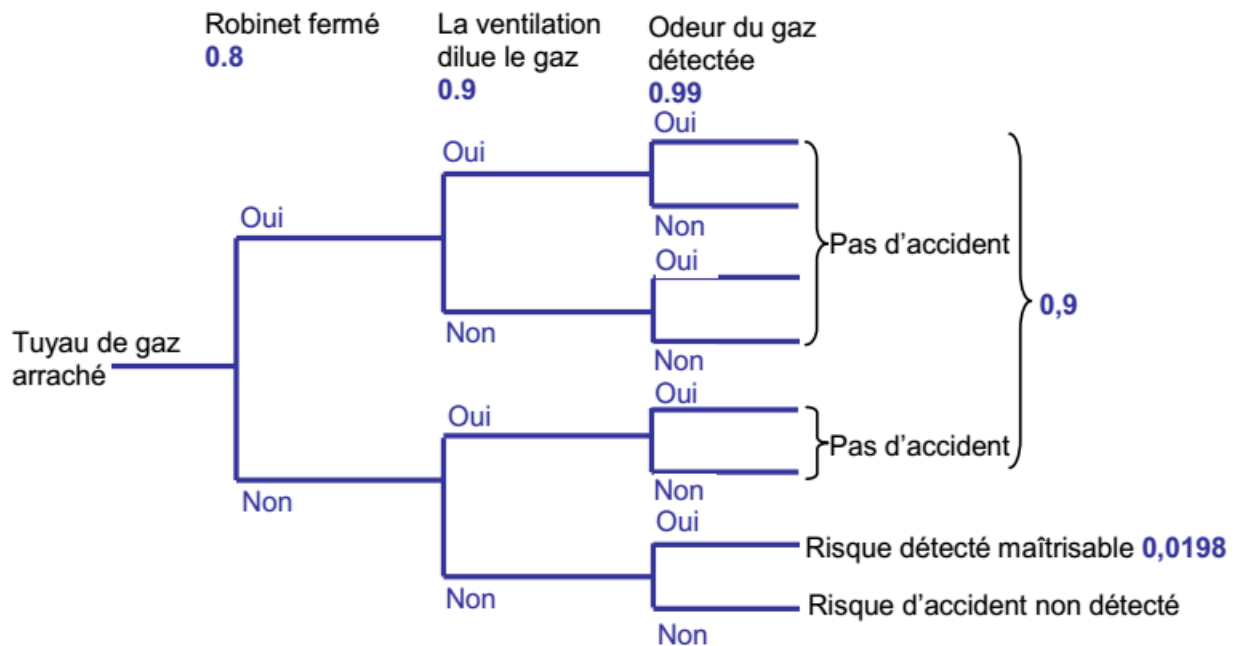 Robinet fermé
0.8
La ventilation
dilue le gaz
0.9
Odeur du gaz
détectée
0.99
Oui
Oui
Oui
Non
Pas d’accident
Oui
0,9
Non
Non
Tuyau de gaz
arraché
Oui
Oui
Pas d’accident
Non
Non
Oui
Risque détecté maîtrisable 0,0198
Non
Risque d’accident non détecté
Non